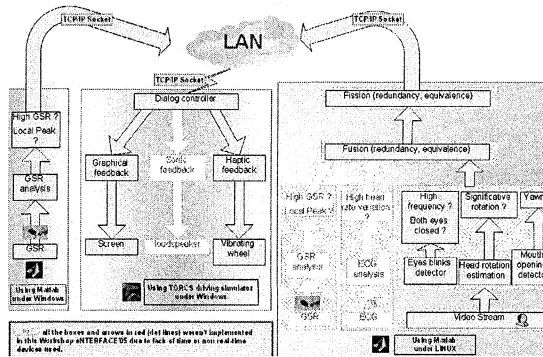 TCP/IP Socket
LAN
TCP/IP Socket
TCP/IP Socket
High GSR ?
Local Peak
?
GSR
analysis
GSR
Using Matlab
under Windows
Dialog controller
Graphical
feedback
Sonic
feedback
Haptic
feedback
Screen
loudspeaker
Vibrating
wheel
Using TORCS driving simulator
under Windows
Fission (redundancy, equivalence)
Fusion (redundancy, equivalence)
High GSR ?
Local Peak ?
GSR
analysis
GSR
High heart
rate variation
?
ECG
analysis
ECG
High
frequency ?
Both eyes
closed ?
Eyes blinks
detector
Significative
rotation ?
Head rotation
estimation
Mouth
opening
Video Stream
Using Matlab
under LINUX
all the boxes and arrows in red (dot lines) weren't implemented
in this Workshop eNTERFACE'05 due to lack of time or non real-time
devices used.